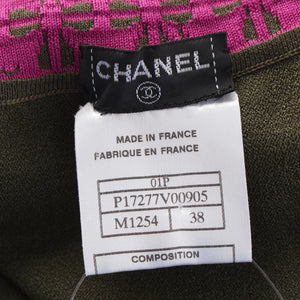 CHANEL
MADE IN FRANCE
FABRIQUE EN FRANCE
01P
P17277V00905
M1254 38
COMPOSITION